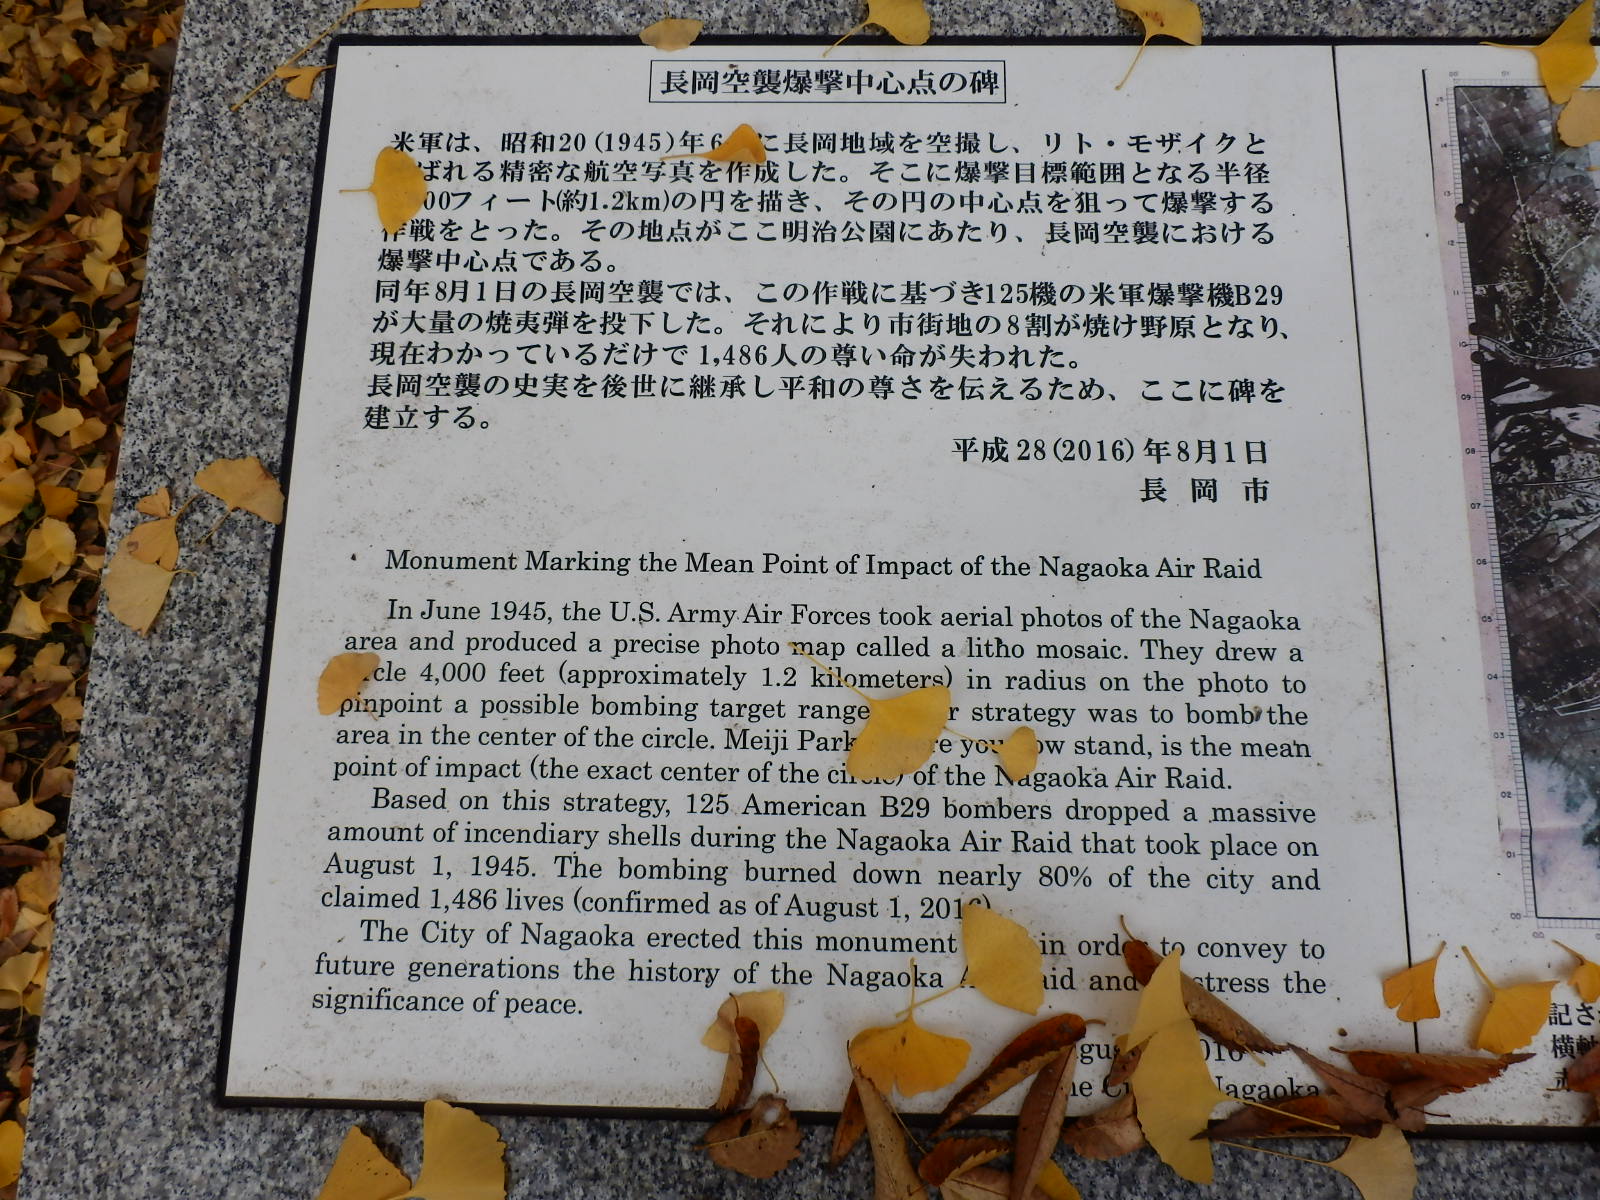 長岡空襲爆撃中心点の碑
米軍は、昭和20(1945)年6 に長岡地域を空撮し、リト・モザイクと
ばれる精密な航空写真を作成した。そこに爆撃目標範囲となる半径
00フィート(約1.2km)の円を描き、その円の中心点を狙って爆撃する
作戦をとった。その地点がここ明治公園にあたり、長岡空襲における
爆撃中心点である。
同年8月1日の長岡空襲では、この作戦に基づき125機の米軍爆撃機B29
が大量の焼夷弾を投下した。それにより市街地の8割が焼け野原となり、
現在わかっているだけで1,486人の尊い命が失われた。
長岡空襲の史実を後世に継承し平和の尊さを伝えるため、ここに碑を
建立する。
平成28(2016)年8月1日
長岡市
Monument Marking the Mean Point of Impact of the Nagaoka Air Raid
In June 1945, the U.S. Army Air Forces took aerial photos of the Nagaoka
area and produced a precise photo map called a litho mosaic. They drew a
cle 4,000 feet (approximately 1.2 kilometers) in radius on the photo to
pinpoint a possible bombing target range r strategy was to bomb the
area in the center of the circle. Meiji Park re you ow stand, is the mean
point of impact (the exact center of the circle) of the Nagaoka Air Raid.
Based on this strategy, 125 American B29 bombers dropped a massive
amount of incendiary shells during the Nagaoka Air Raid that took place on
August 1, 1945. The bombing burned down nearly 80% of the city and
claimed 1,486 lives (confirmed as of August 1, 2016)
The City of Nagaoka erected this monument in order to convey to
future generations the history of the Nagaoka A aid and stress the
significance of peace.
gu 016
he C Nagaoka
記さ
横軸